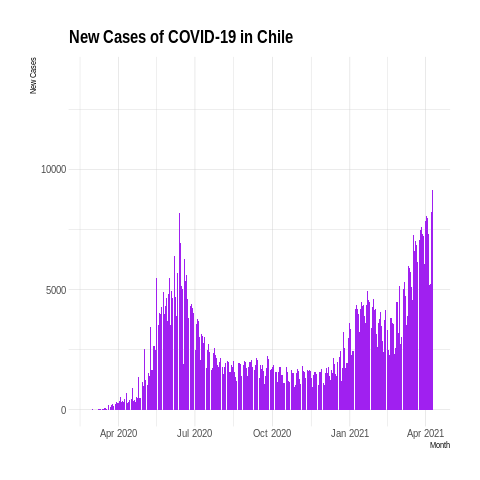 New Cases of COVID-19 in Chile
New Cases
10000
5000
0
Apr 2020 Jul 2020 Oct 2020 Jan 2021 Apr 2021
Month